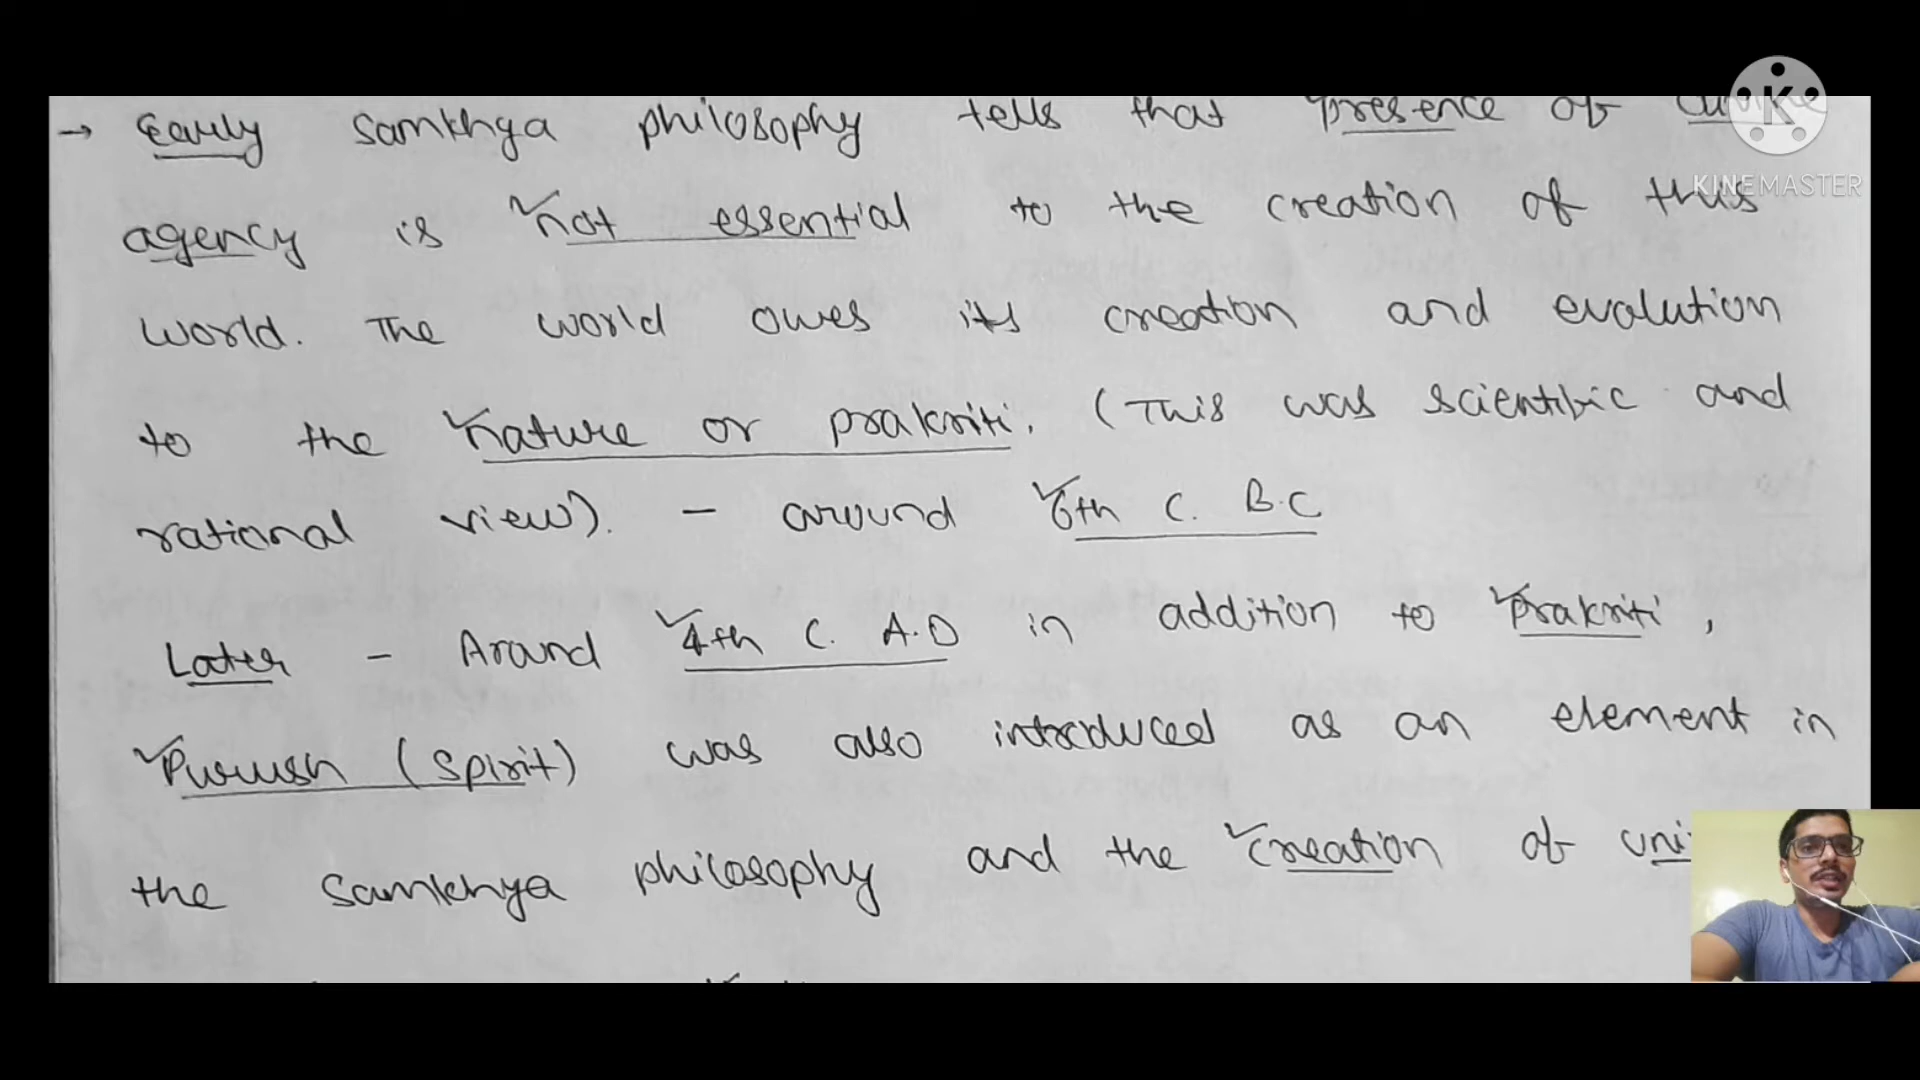 → Early Samkhya philosophy tells that presence of
agency is not essential to the creation of this
world. The world owes its creation and evolution
to the nature or prakriti. (This was scientific and
rational view). - around 6th C. B.C
Later - Around 4th C. A.D in addition to Prakriti,
Purush (spirit) was also introduced as an element in
the Samkhya philosophy and the creation of
K
KINEMASTER